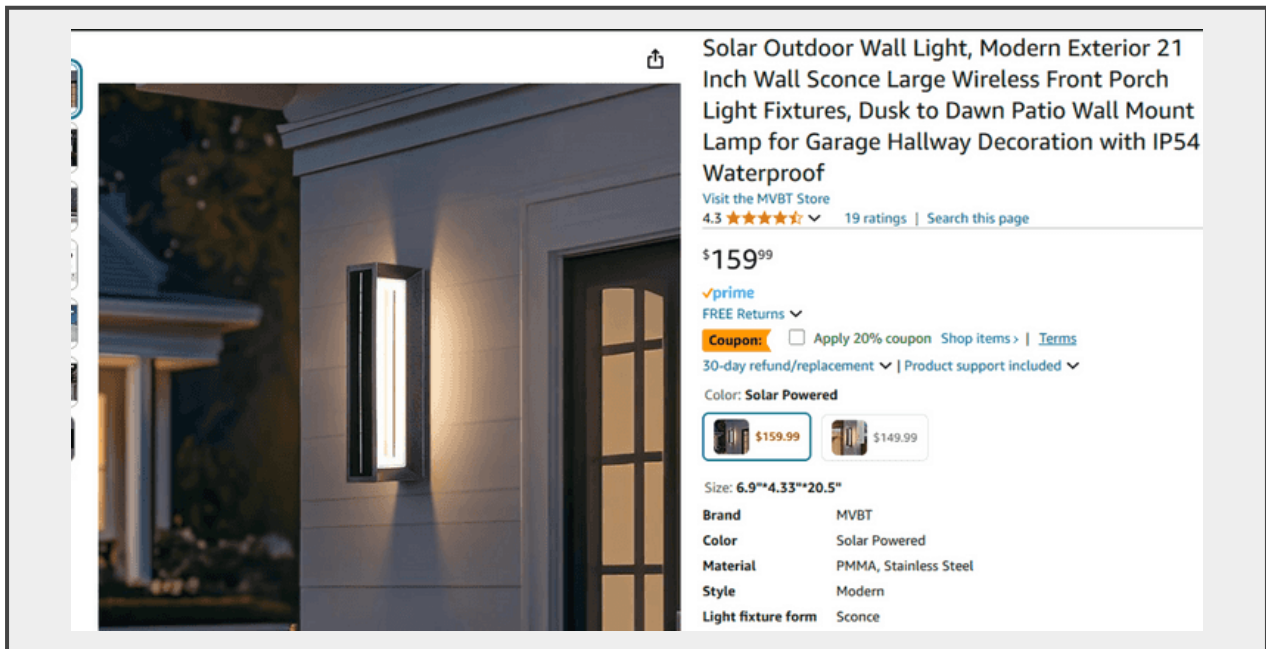 Solar Outdoor Wall Light, Modern Exterior 21
Inch Wall Sconce Large Wireless Front Porch
Light Fixtures, Dusk to Dawn Patio Wall Mount
Lamp for Garage Hallway Decoration with IP54
Waterproof
Visit the MVBT Store
4.3 19 ratings | Search this page
$159.99
prime
FREE Returns
Coupon: Apply 20% coupon Shop items › | Terms
30-day refund/replacement | Product support included
Color: Solar Powered
$159.99 $149.99
Size: 6.9"*4.33"*20.5"
Brand MVBT
Color Solar Powered
Material PMMA, Stainless Steel
Style Modern
Light fixture form Sconce